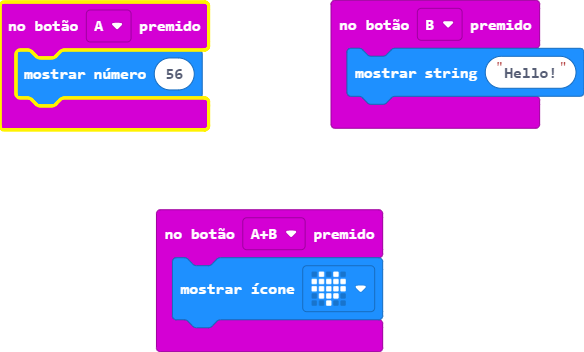 no botão A premido
mostrar número 56
no botão B premido
mostrar string "Hello!"
no botão A+B premido
mostrar ícone